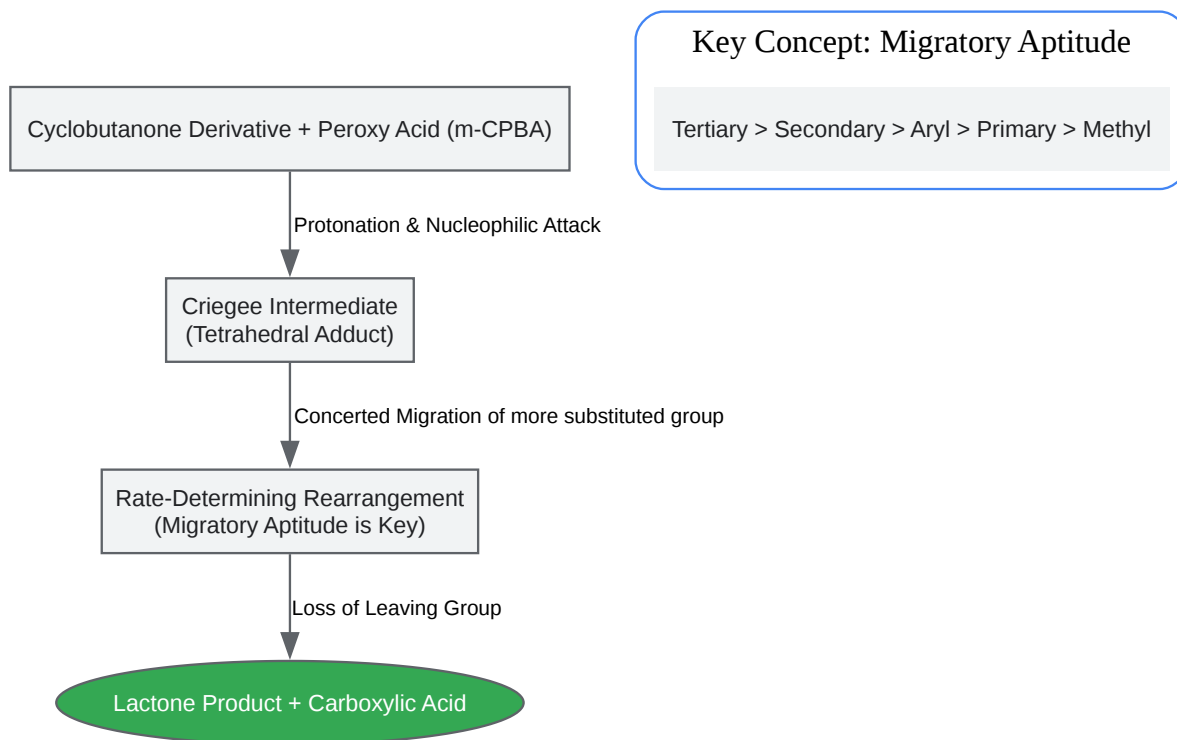 Key Concept: Migratory Aptitude
Tertiary > Secondary > Aryl > Primary > Methyl
Cyclobutanone Derivative + Peroxy Acid (m-CPBA)
Protonation & Nucleophilic Attack
Criegee Intermediate
(Tetrahedral Adduct)
Concerted Migration of more substituted group
Rate-Determining Rearrangement
(Migratory Aptitude is Key)
Loss of Leaving Group
Lactone Product + Carboxylic Acid